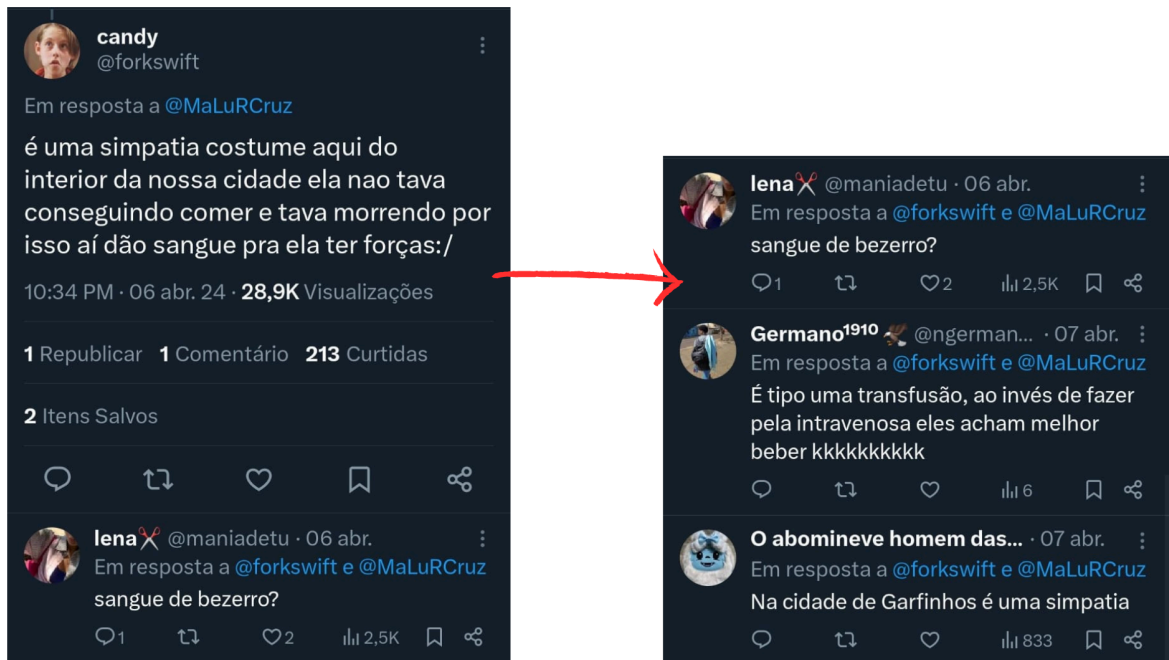 candy
@forkswift
Em resposta a @MaLuRCruz
é uma simpatia costume aqui do
interior da nossa cidade ela nao tava
conseguindo comer e tava morrendo por
isso aí dão sangue pra ela ter forças:/
10:34 PM · 06 abr. 24 · 28,9K Visualizações
1 Republicar 1 Comentário 213 Curtidas
2 Itens Salvos
lena✂️ @maniadetu · 06 abr.
Em resposta a @forkswift e @MaLuRCruz
sangue de bezerro?
1 2 2,5K
lena✂️ @maniadetu · 06 abr.
Em resposta a @forkswift e @MaLuRCruz
sangue de bezerro?
1 2 2,5K
Germano¹⁹¹⁰ 🦅 @ngerman... · 07 abr.
Em resposta a @forkswift e @MaLuRCruz
É tipo uma transfusão, ao invés de fazer
pela intravenosa eles acham melhor
beber kkkkkkkkkk
6
O abomineve homem das... · 07 abr.
Em resposta a @forkswift e @MaLuRCruz
Na cidade de Garfinhos é uma simpatia
833